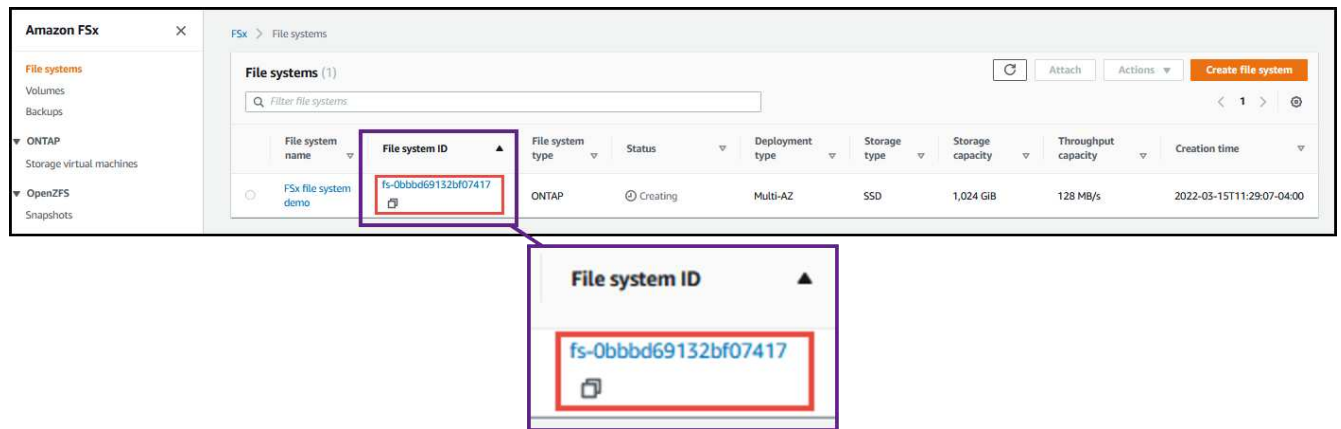 Amazon FSx
File systems
Volumes
Backups
ONTAP
Storage virtual machines
OpenZFS
Snapshots
FSx > File systems
File systems (1)
Attach
Actions
Create file system
Filter file systems
1
File system name
File system ID
File system type
Status
Deployment type
Storage type
Storage capacity
Throughput capacity
Creation time
FSx file system demo
fs-0bbbd69132bf07417
ONTAP
Creating
Multi-AZ
SSD
1,024 GiB
128 MB/s
2022-03-15T11:29:07-04:00
File system ID
fs-0bbbd69132bf07417